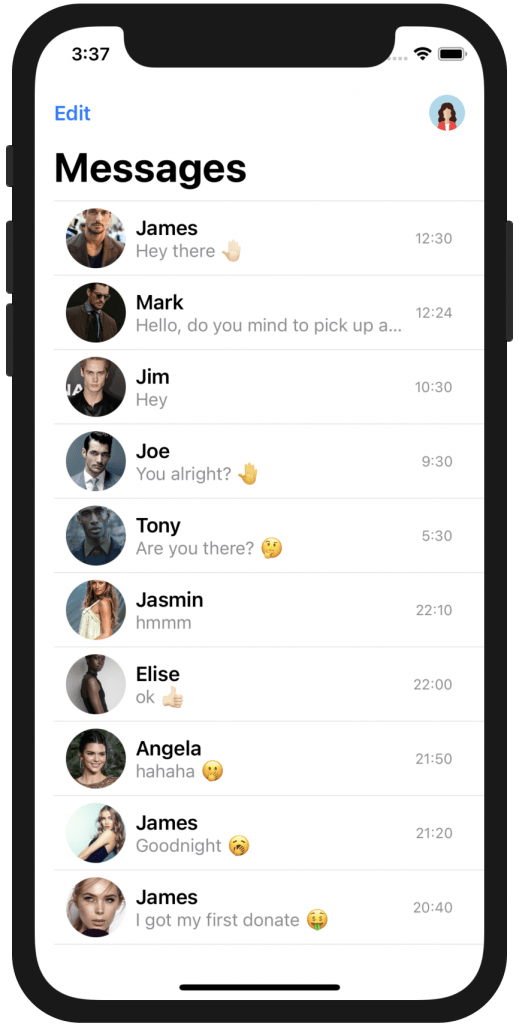 3:37
Edit
Messages
James
Hey there 🤚🏻
12:30
Mark
Hello, do you mind to pick up a...
12:24
Jim
Hey
10:30
Joe
You alright? 🤚
9:30
Tony
Are you there? 🤔
5:30
Jasmin
hmmm
22:10
Elise
ok 👍🏻
22:00
Angela
hahaha 🤭
21:50
James
Goodnight 🥱
21:20
James
I got my first donate 🤑
20:40